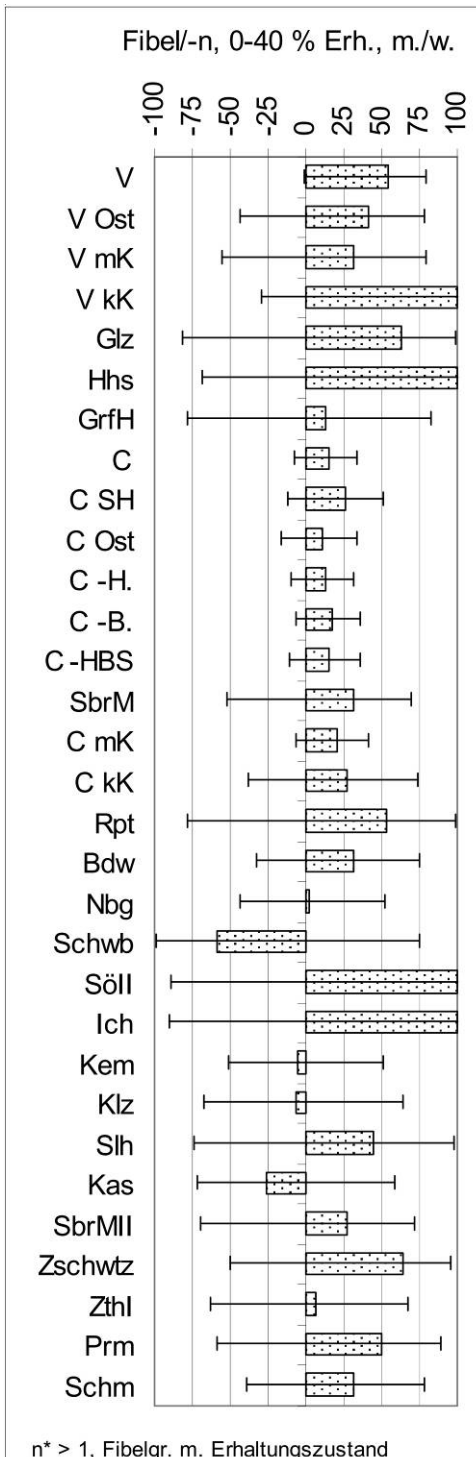 Fibel/-n, 0-40 % Erh., m./w.
-100
-75
-50
-25
0
25
50
75
100
V
V Ost
V mK
V kK
Glz
Hhs
GrfH
C
C SH
C Ost
C -H.
C -B.
C -HBS
SbrM
C mK
C kK
Rpt
Bdw
Nbg
Schwb
SöII
Ich
Kem
Klz
Slh
Kas
SbrMII
Zschwtz
ZthI
Prm
Schm
n* > 1, Fibelgr. m. Erhaltungszustand